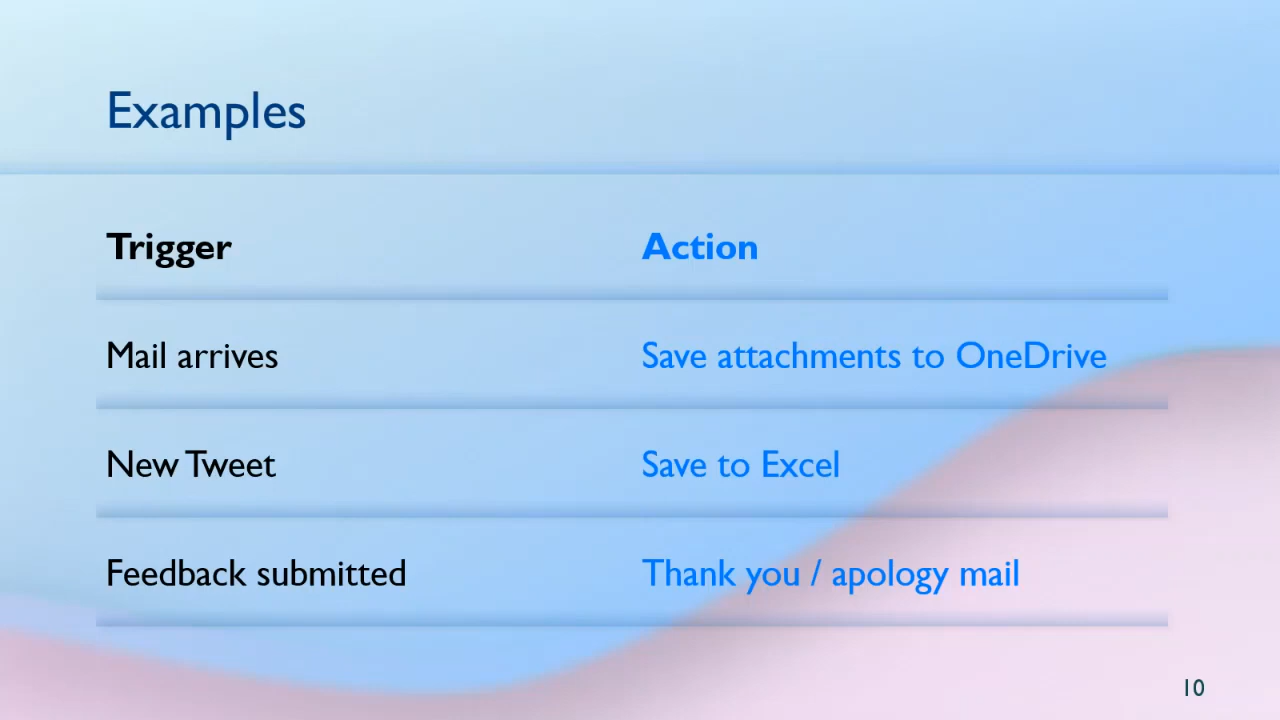 Examples
Trigger Action
Mail arrives Save attachments to OneDrive
New Tweet Save to Excel
Feedback submitted Thank you / apology mail
10